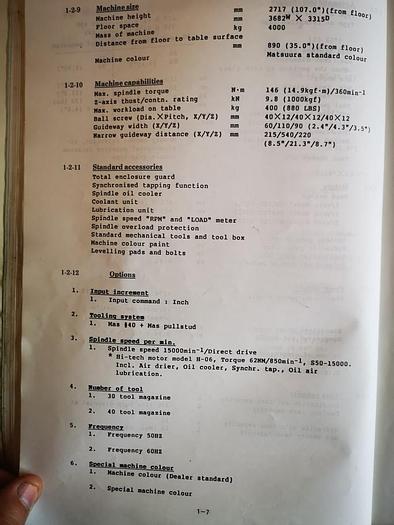 1-2-9 Machine size
Machine height mm 2717 (107.0")(from floor)
Floor space mm 3682W X 3315D
Mass of machine kg 4000
Distance from floor to table surface
mm 890 (35.0")(from floor)
Machine colour Matsuura standard colour
1-2-10 Machine capabilities
Max. spindle torque N·m 146 (14.9kgf-m)/360min-1
Z-axis thust/contn. rating kN 9.8 (1000kgf)
Max. workload on table kg 400 (880 LBS)
Ball screw (Dia.XPitch, X/Y/Z) mm 40X12/40X12/40X12
Guideway width (X/Y/Z) mm 60/110/90 (2.4"/4.3"/3.5")
Narrow guideway distance (X/Y/Z) mm 215/540/220
(8.5"/21.3"/8.7")
1-2-11 Standard accessories
Total enclosure guard
Synchronised tapping function
Spindle oil cooler
Coolant unit
Lubrication unit
Spindle speed "RPM" and "LOAD" meter
Spindle overload protection
Standard mechanical tools and tool box
Machine colour paint
Levelling pads and bolts
1-2-12 Options
1. Input increment
1. Input command : Inch
2. Tooling system
1. Mas #40 + Mas pullstud
3. Spindle speed per min.
1. Spindle speed 15000min-1/Direct drive
* Hi-tech motor model H-06, Torque 62NM/850min-1, S50-15000.
Incl. Air drier, Oil cooler, Synchr. tap., Oil air
lubrication.
4. Number of tool
1. 30 tool magazine
2. 40 tool magazine
5. Frequency
1. Frequency 50HZ
2. Frequency 60HZ
6. Special machine colour
1. Machine colour (Dealer standard)
2. Special machine colour
1-7